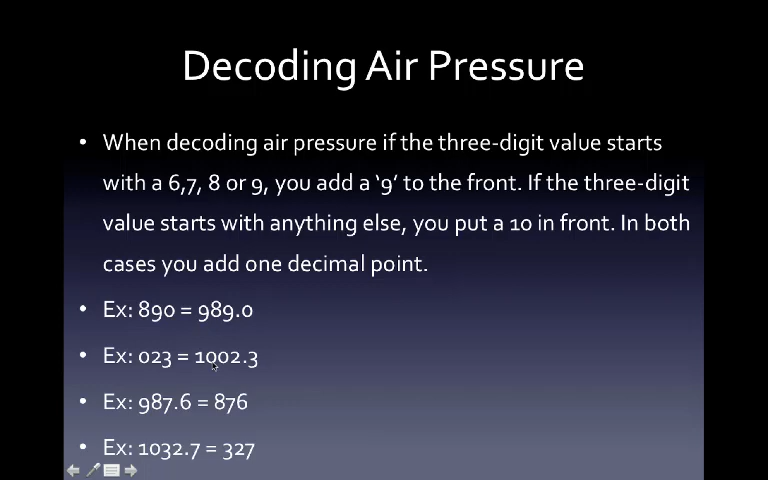 Decoding Air Pressure
• When decoding air pressure if the three-digit value starts
with a 6,7, 8 or 9, you add a ‘9’ to the front. If the three-digit
value starts with anything else, you put a 10 in front. In both
cases you add one decimal point.
• Ex: 890 = 989.0
• Ex: 023 = 1002.3
• Ex: 987.6 = 876
• Ex: 1032.7 = 327